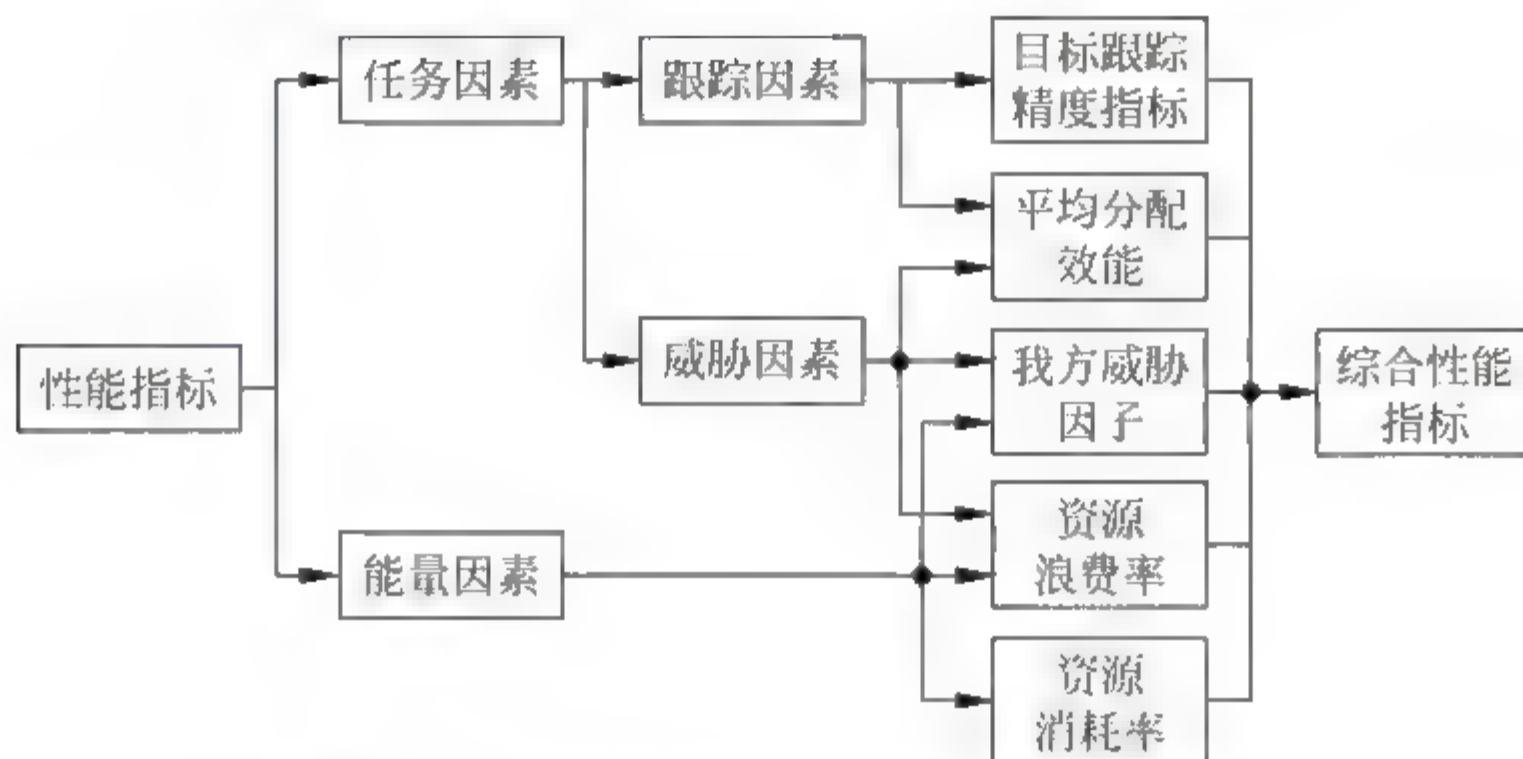 性能指标
任务因素
能量因素
跟踪因素
威胁因素
目标跟踪
精度指标
平均分配
效能
我方威胁
因子
资源
浪费率
资源
消耗率
综合性能
指标